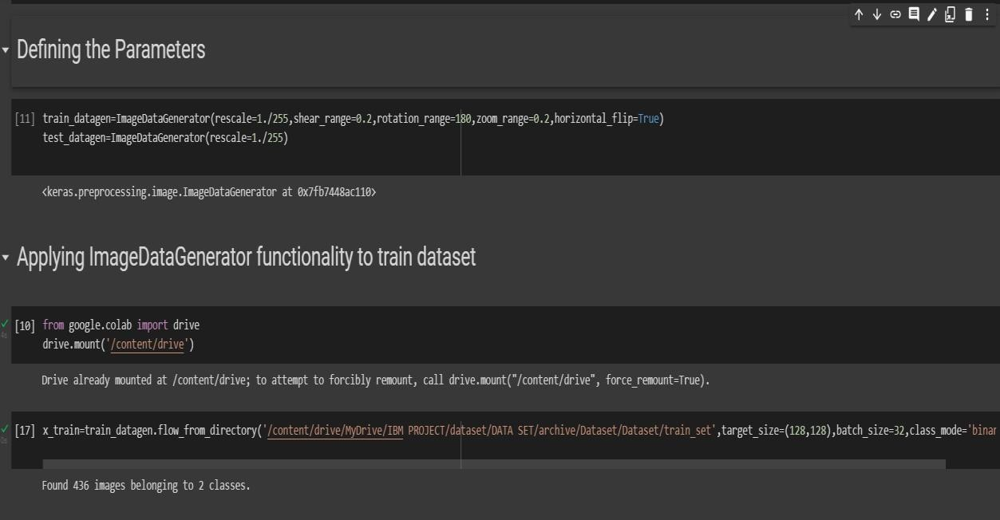 Defining the Parameters
[11] train_datagen=ImageDataGenerator(rescale=1./255,shear_range=0.2,rotation_range=180,zoom_range=0.2,horizontal_flip=True)
test_datagen=ImageDataGenerator(rescale=1./255)
<keras.preprocessing.image.ImageDataGenerator at 0x7fb7448ac110>
Applying ImageDataGenerator functionality to train dataset
[10] from google.colab import drive
4s
drive.mount('/content/drive')
Drive already mounted at /content/drive; to attempt to forcibly remount, call drive.mount("/content/drive", force_remount=True).
[17] x_train=train_datagen.flow_from_directory('/content/drive/MyDrive/IBM PROJECT/dataset/DATA SET/archive/Dataset/Dataset/train_set',target_size=(128,128),batch_size=32,class_mode='binar
0s
Found 436 images belonging to 2 classes.